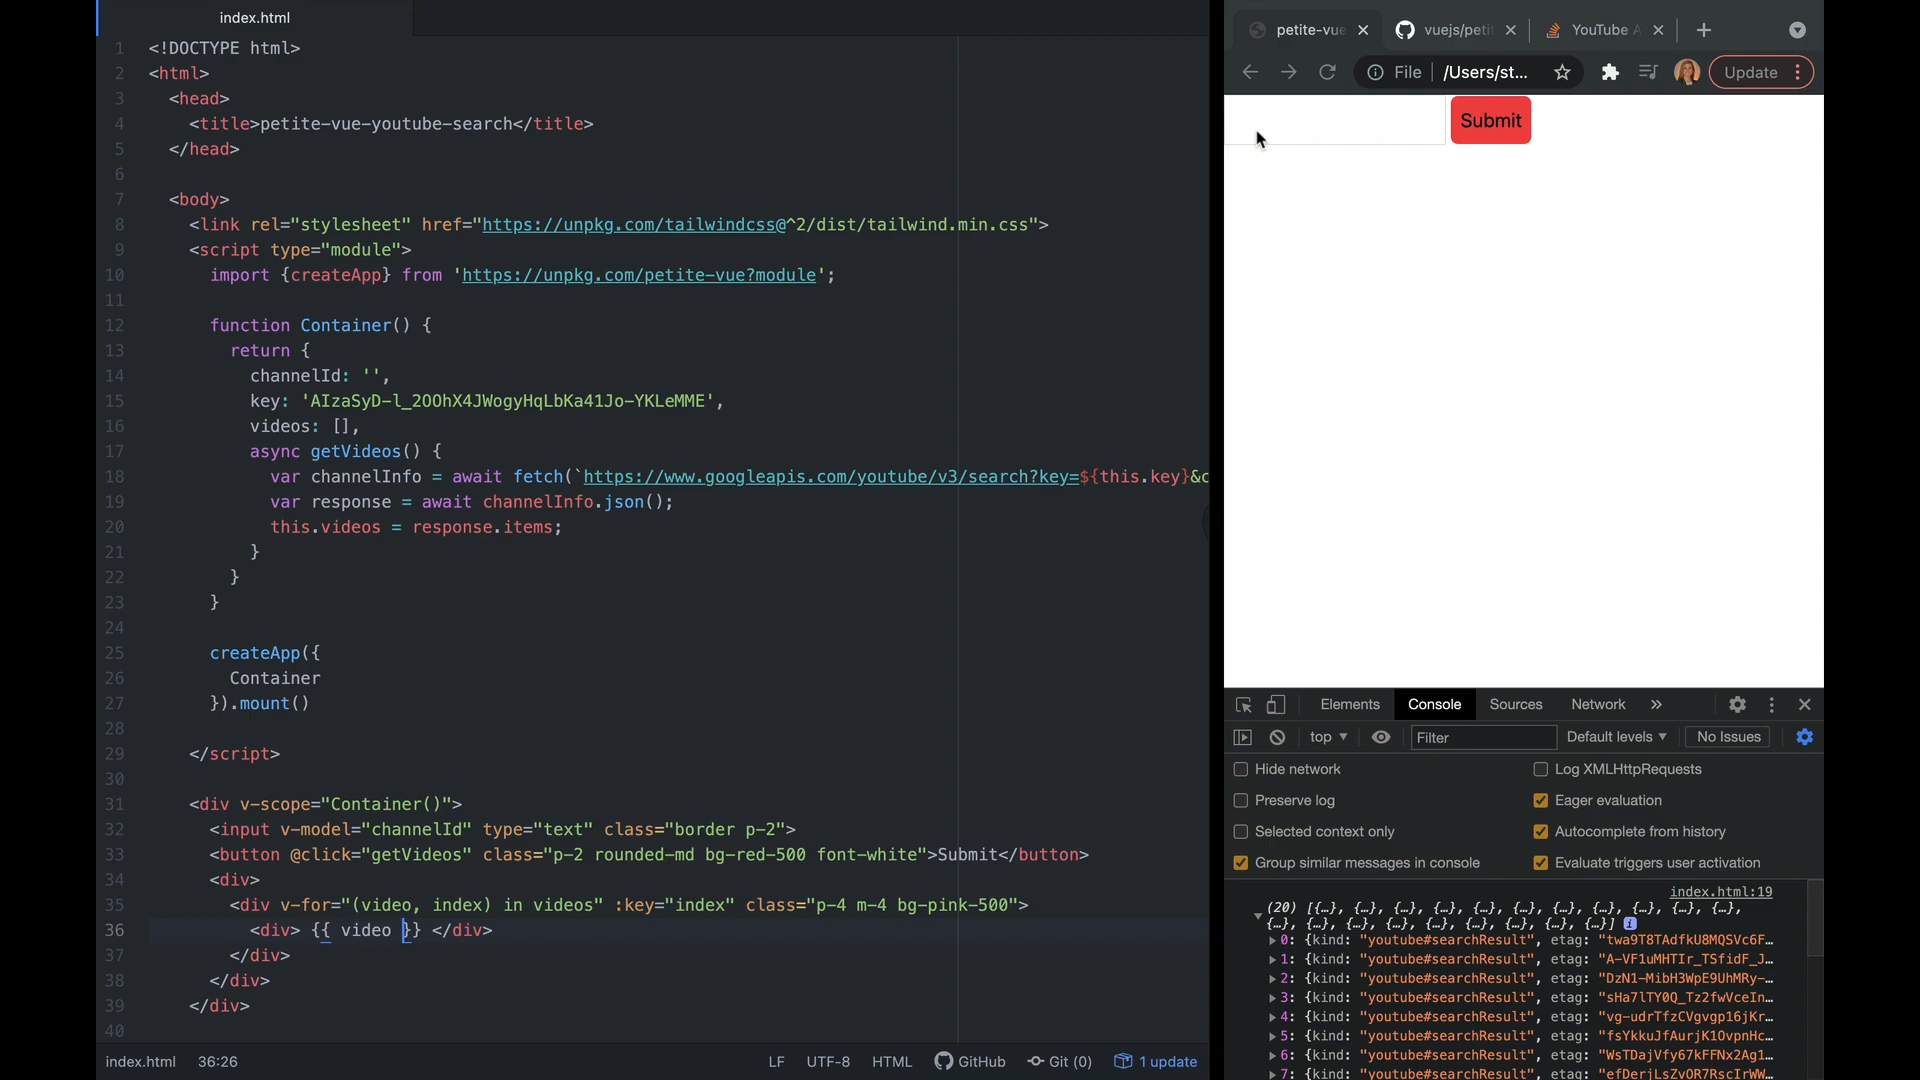 index.html
1 <!DOCTYPE html>
2 <html>
3 <head>
4 <title>petite-vue-youtube-search</title>
5 </head>
6
7 <body>
8 <link rel="stylesheet" href="https://unpkg.com/tailwindcss@^2/dist/tailwind.min.css">
9 <script type="module">
10 import {createApp} from 'https://unpkg.com/petite-vue?module';
11
12 function Container() {
13 return {
14 channelId: '',
15 key: 'AIzaSyD-l_2OOhX4JWogyHqLbKa41Jo-YKLeMME',
16 videos: [],
17 async getVideos() {
18 var channelInfo = await fetch(`https://www.googleapis.com/youtube/v3/search?key=${this.key}&c
19 var response = await channelInfo.json();
20 this.videos = response.items;
21 }
22 }
23 }
24
25 createApp({
26 Container
27 }).mount()
28
29 </script>
30
31 <div v-scope="Container()">
32 <input v-model="channelId" type="text" class="border p-2">
33 <button @click="getVideos" class="p-2 rounded-md bg-red-500 font-white">Submit</button>
34 <div>
35 <div v-for="(video, index) in videos" :key="index" class="p-4 m-4 bg-pink-500">
36 <div> {{ video }} </div>
37 </div>
38 </div>
39 </div>
40
index.html 36:26 LF UTF-8 HTML GitHub Git (0) 1 update
petite-vue vuejs/petit YouTube A
File /Users/st... Update
Submit
Elements Console Sources Network »
top Filter Default levels No Issues
Hide network Log XMLHttpRequests
Preserve log Eager evaluation
Selected context only Autocomplete from history
Group similar messages in console Evaluate triggers user activation
index.html:19
(20) [{…}, {…}, {…}, {…}, {…}, {…}, {…}, {…}, {…}, {…}, {…},
{…}, {…}, {…}, {…}, {…}, {…}, {…}, {…}, {…}]
0: {kind: "youtube#searchResult", etag: "twa9T8TAdfkU8MQSVc6F…
1: {kind: "youtube#searchResult", etag: "A-VF1uMHTIr_TSfidF_J…
2: {kind: "youtube#searchResult", etag: "DzN1-MibH3WpE9UhMRy-…
3: {kind: "youtube#searchResult", etag: "sHa7lTY0Q_Tz2fwVceIn…
4: {kind: "youtube#searchResult", etag: "vg-udrTfzCVgvgp16jKr…
5: {kind: "youtube#searchResult", etag: "fsYkkuJfAurjK1OvpnHc…
6: {kind: "youtube#searchResult", etag: "WsTDajVfy67kFFNx2Ag1…
7: {kind: "youtube#searchResult", etag: "efDerjLsZvOR7RscIrWW…